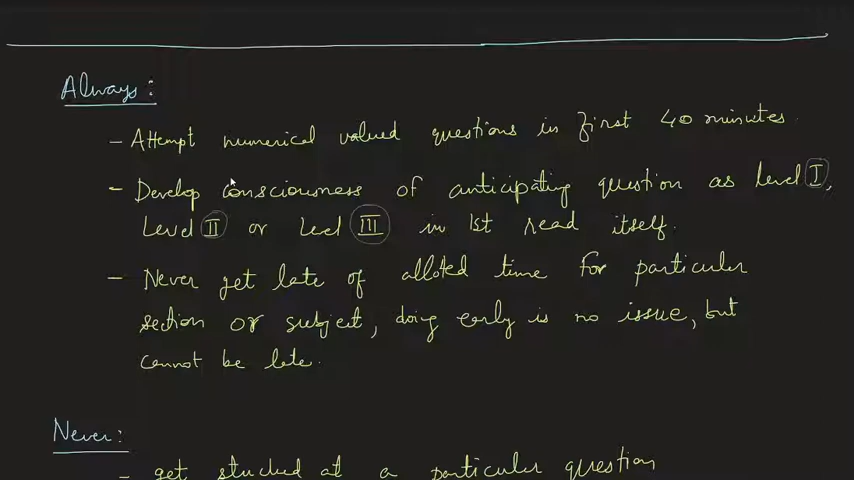 Always:
- Attempt numerical valued questions in first 40 minutes.
- Develop consciousness of anticipating question as level I,
Level II or Level III in 1st read itself.
- Never get late of alloted time for particular
section or subject, doing early is no issue, but
cannot be late.
Never:
- get stucked at a particular question